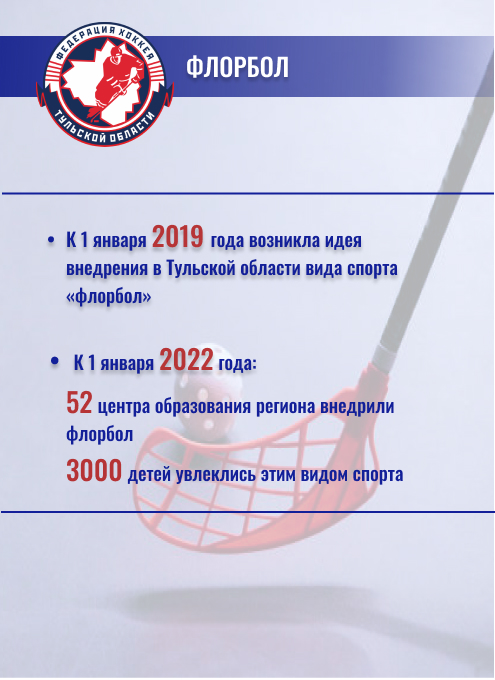 ФЕДЕРАЦИЯ ХОККЕЯ
ТУЛЬСКОЙ ОБЛАСТИ
ФЛОРБОЛ
• К 1 января 2019 года возникла идея
внедрения в Тульской области вида спорта
«флорбол»
• К 1 января 2022 года:
52 центра образования региона внедрили
флорбол
3000 детей увлеклись этим видом спорта